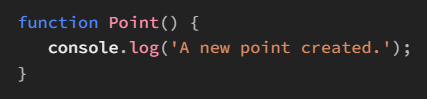 function Point() {
   console.log('A new point created.');
}